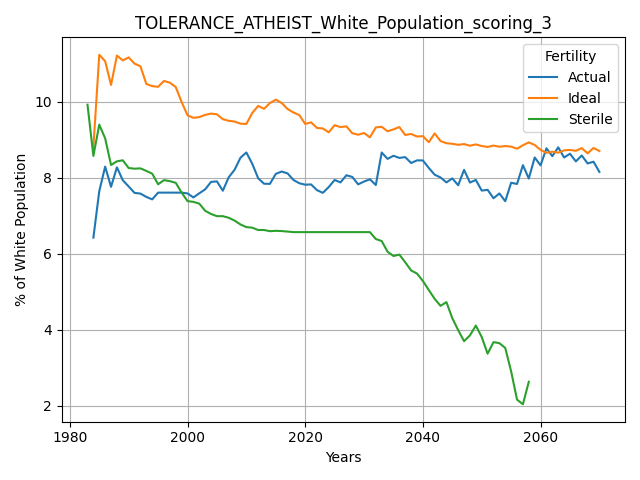 TOLERANCE_ATHEIST_White_Population_scoring_3
Fertility
Actual
Ideal
Sterile
% of White Population
10
8
6
4
2
1980
2000
2020
2040
2060
Years